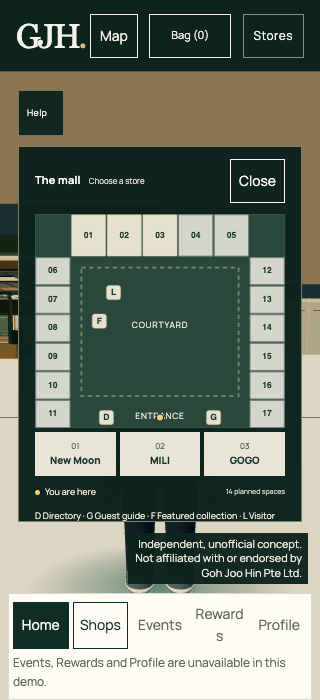 GJH.
Map
Bag (0)
Stores
Help
The mall Choose a store
Close
01 02 03 04 05
06 12
07 L 13
08 F COURTYARD 14
09 15
10 16
11 D ENTRANCE G 17
01 02 03
New Moon MILI GOGO
You are here 14 planned spaces
D Directory · G Guest guide · F Featured collection · L Visitor
Independent, unofficial concept.
Not affiliated with or endorsed by
Goh Joo Hin Pte Ltd.
Home Shops Events Reward
s Profile
Events, Rewards and Profile are unavailable in this
demo.